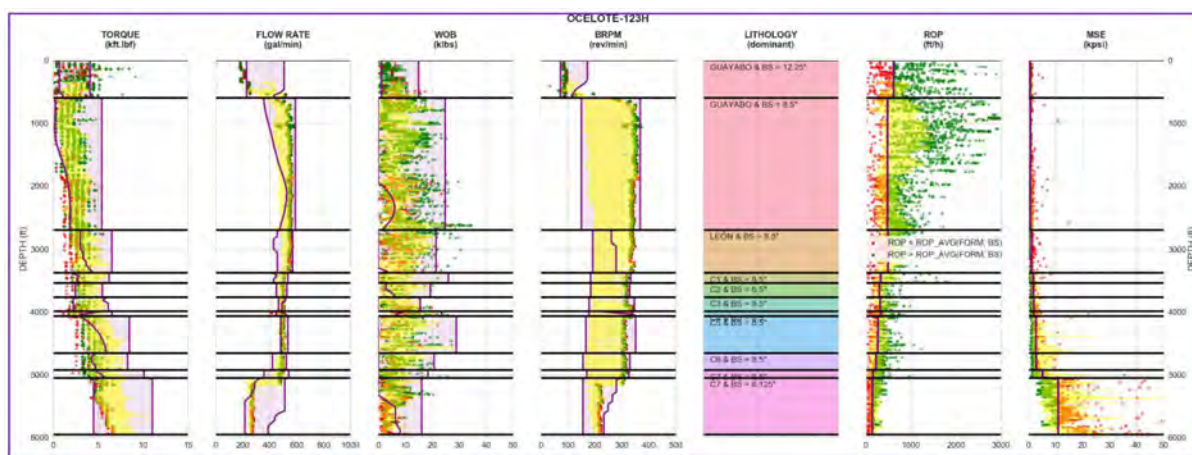 OCELOTE-123H
TORQUE
(kft.lbf)
FLOW RATE
(gal/min)
WOB
(klbs)
BRPM
(rev/min)
LITHOLOGY
(dominant)
ROP
(ft/h)
MSE
(kpsi)
DEPTH (ft)
0
1000
2000
3000
4000
5000
6000
GUAYABO & BS = 12.25"
GUAYABO & BS = 8.5"
LEON & BS = 8.5"
C1 & BS = 8.5"
C2 & BS = 8.5"
C3 & BS = 8.5"
C5 & BS = 8.5"
C6 & BS = 8.5"
C7 & BS = 8.5"
C7 & BS = 6.125"
ROP < ROP_AVG(FORM, BS)
ROP > ROP_AVG(FORM, BS)
0
1000
2000
3000
4000
5000
6000
DEPTH (ft)
0 5 10 15
0 200 400 600 800 1000
0 10 20 30 40 50
0 100 200 300 400 500
0 1000 2000 3000
0 10 20 30 40 50